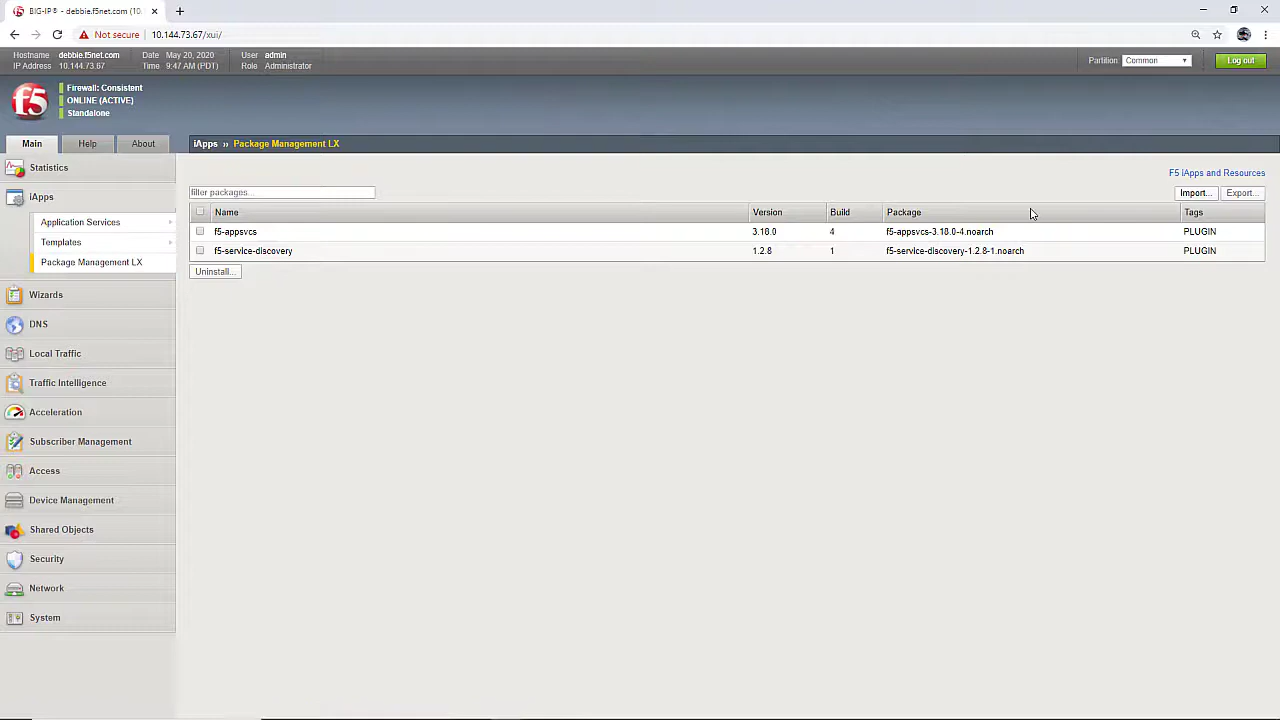 BIG-IP® - debbie.f5net.com (10.
Not secure
10.144.73.67/xui/
Hostname debbie.f5net.com Date May 20, 2020 User admin
IP Address 10.144.73.67 Time 9:47 AM (PDT) Role Administrator
Partition Common
Log out
f5
Firewall: Consistent
ONLINE (ACTIVE)
Standalone
Main Help About
iApps » Package Management LX
Statistics
iApps
Application Services
Templates
Package Management LX
Wizards
DNS
Local Traffic
Traffic Intelligence
Acceleration
Subscriber Management
Access
Device Management
Shared Objects
Security
Network
System
F5 iApps and Resources
filter packages...
Import... Export...
Name Version Build Package Tags
f5-appsvcs 3.18.0 4 f5-appsvcs-3.18.0-4.noarch PLUGIN
f5-service-discovery 1.2.8 1 f5-service-discovery-1.2.8-1.noarch PLUGIN
Uninstall...